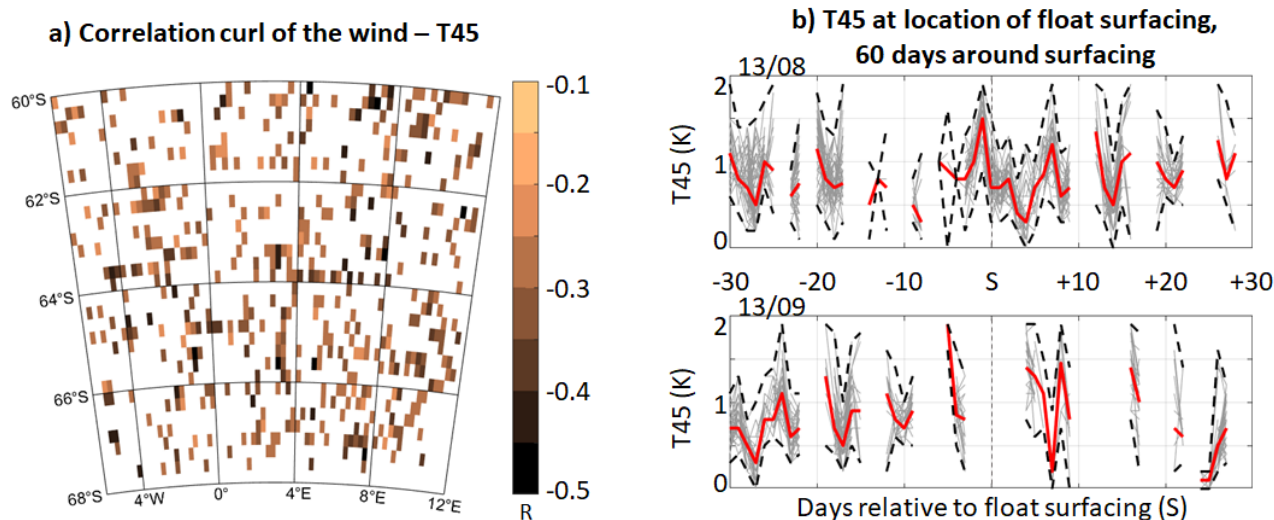 a) Correlation curl of the wind – T45
60°S
62°S
64°S
66°S
68°S
4°W
0°
4°E
8°E
12°E
-0.1
-0.2
-0.3
-0.4
-0.5
R
b) T45 at location of float surfacing,
60 days around surfacing
13/08
T45 (K)
2
1
0
-30
-20
-10
S
+10
+20
+30
13/09
T45 (K)
2
1
0
Days relative to float surfacing (S)